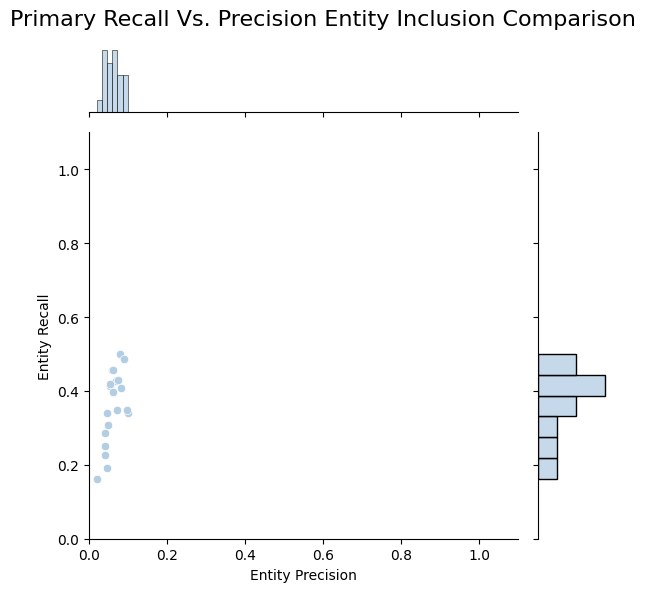 Primary Recall Vs. Precision Entity Inclusion Comparison
1.0
0.8
0.6
0.4
0.2
0.0
Entity Recall
0.0 0.2 0.4 0.6 0.8 1.0
Entity Precision